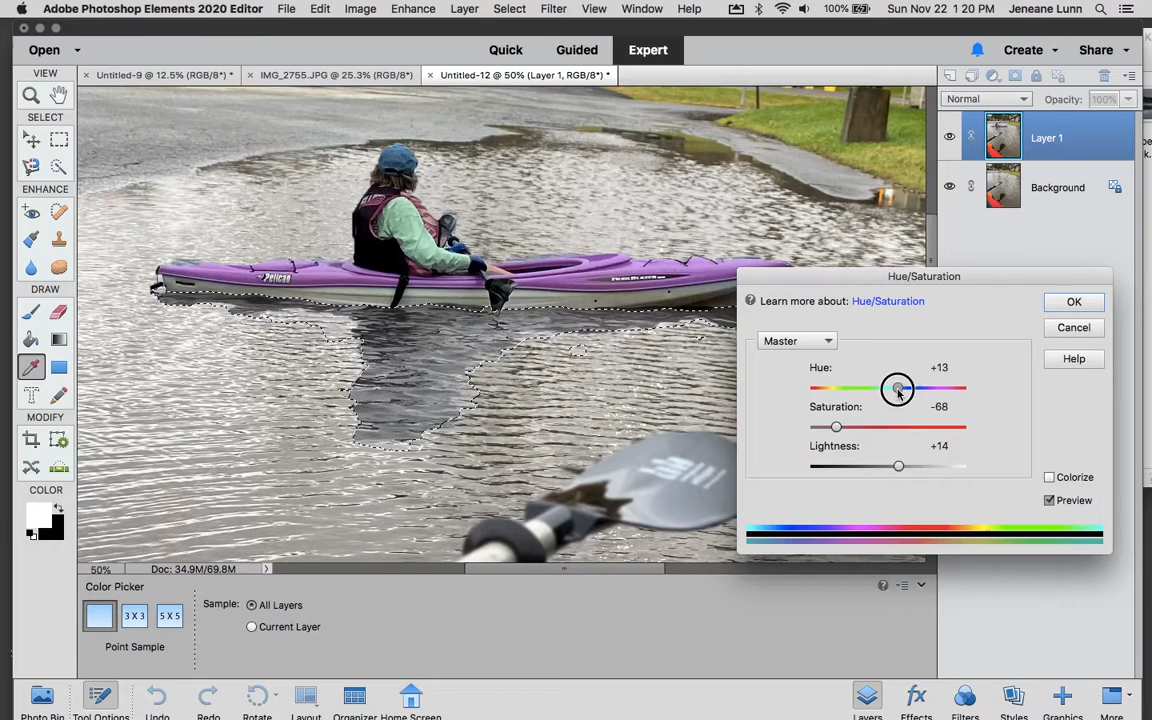 Adobe Photoshop Elements 2020 Editor File Edit Image Enhance Layer Select Filter View Window Help 100% Sun Nov 22 1:20 PM Jeneane Lunn
Open Quick Guided Expert Create Share
VIEW
× Untitled-9 @ 12.5% (RGB/8*) * × IMG_2755.JPG @ 25.3% (RGB/8*) × Untitled-12 @ 50% (Layer 1, RGB/8*) *
Normal Opacity: 100%
SELECT
Layer 1
Background
ENHANCE
DRAW
MODIFY
COLOR
Pelican
TRAILBLAZER
Hue/Saturation
Learn more about: Hue/Saturation
OK
Cancel
Help
Master
Hue: +13
Saturation: -68
Lightness: +14
Colorize
Preview
50% Doc: 34.9M/69.8M
Color Picker
3 X 3 5 X 5
Point Sample
Sample: All Layers
Current Layer
Photo Bin Tool Options Undo Redo Rotate Layout Organizer Home Screen Layers Effects Filters Styles Graphics More